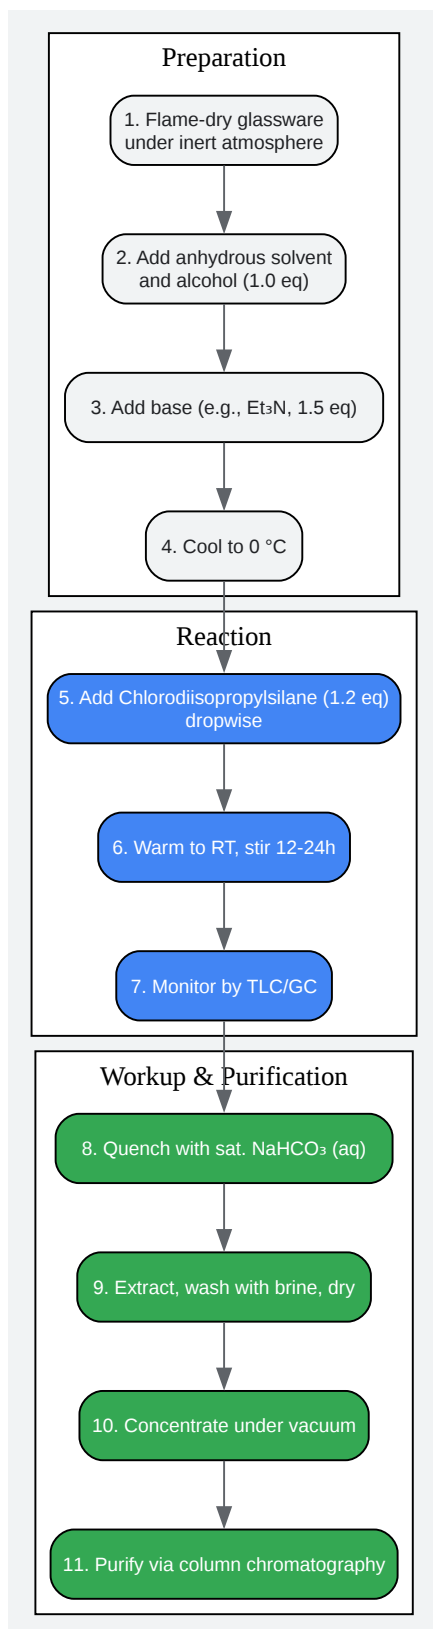 Preparation
1. Flame-dry glassware
under inert atmosphere
2. Add anhydrous solvent
and alcohol (1.0 eq)
3. Add base (e.g., Et₃N, 1.5 eq)
4. Cool to 0 °C
Reaction
5. Add Chlorodiisopropylsilane (1.2 eq)
dropwise
6. Warm to RT, stir 12-24h
7. Monitor by TLC/GC
Workup & Purification
8. Quench with sat. NaHCO₃ (aq)
9. Extract, wash with brine, dry
10. Concentrate under vacuum
11. Purify via column chromatography